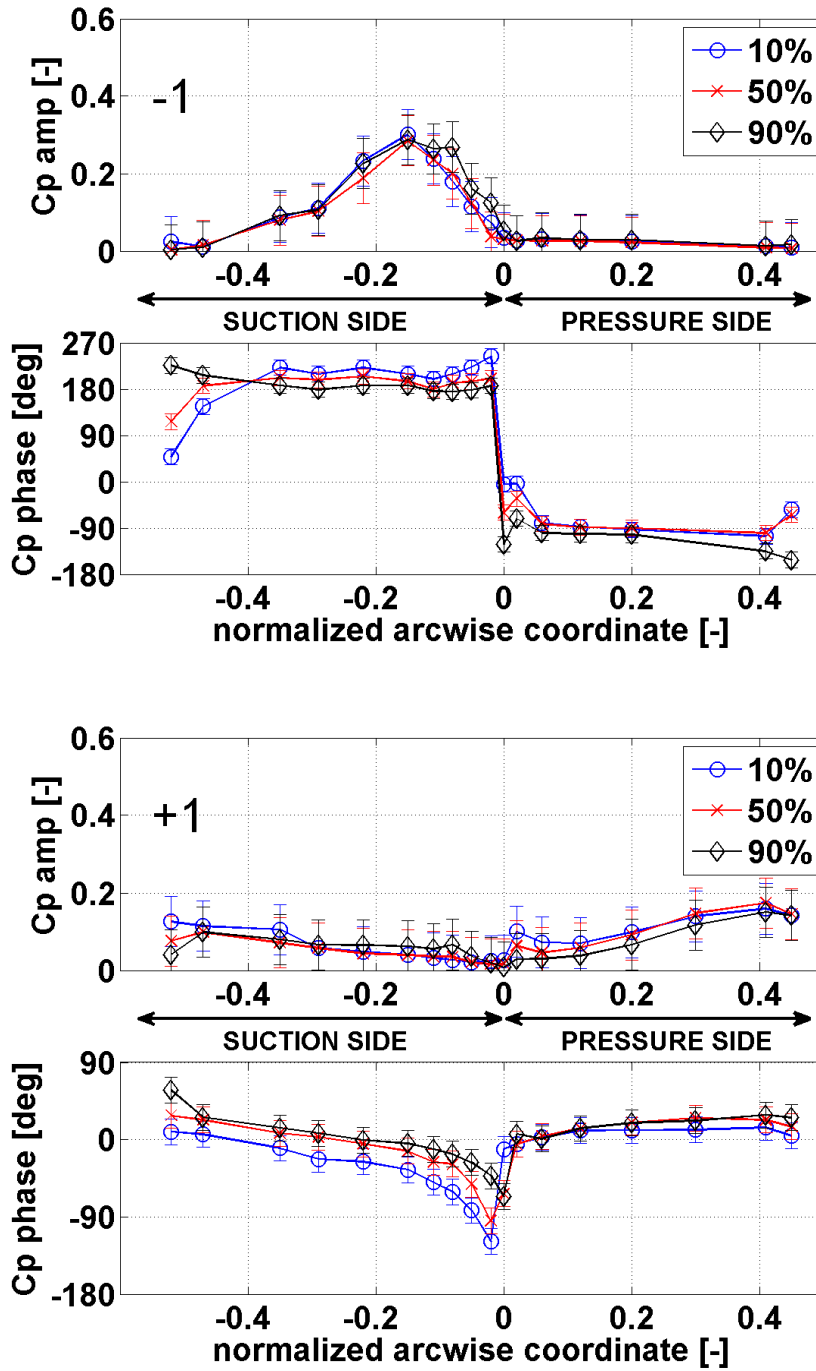 0.6
0.4
0.2
0
Cp amp [-]
-1
10%
50%
90%
-0.4 -0.2 0 0.2 0.4
SUCTION SIDE PRESSURE SIDE
270
180
90
0
-90
-180
Cp phase [deg]
-0.4 -0.2 0 0.2 0.4
normalized arcwise coordinate [-]
0.6
0.4
0.2
0
Cp amp [-]
+1
10%
50%
90%
-0.4 -0.2 0 0.2 0.4
SUCTION SIDE PRESSURE SIDE
90
0
-90
-180
Cp phase [deg]
-0.4 -0.2 0 0.2 0.4
normalized arcwise coordinate [-]